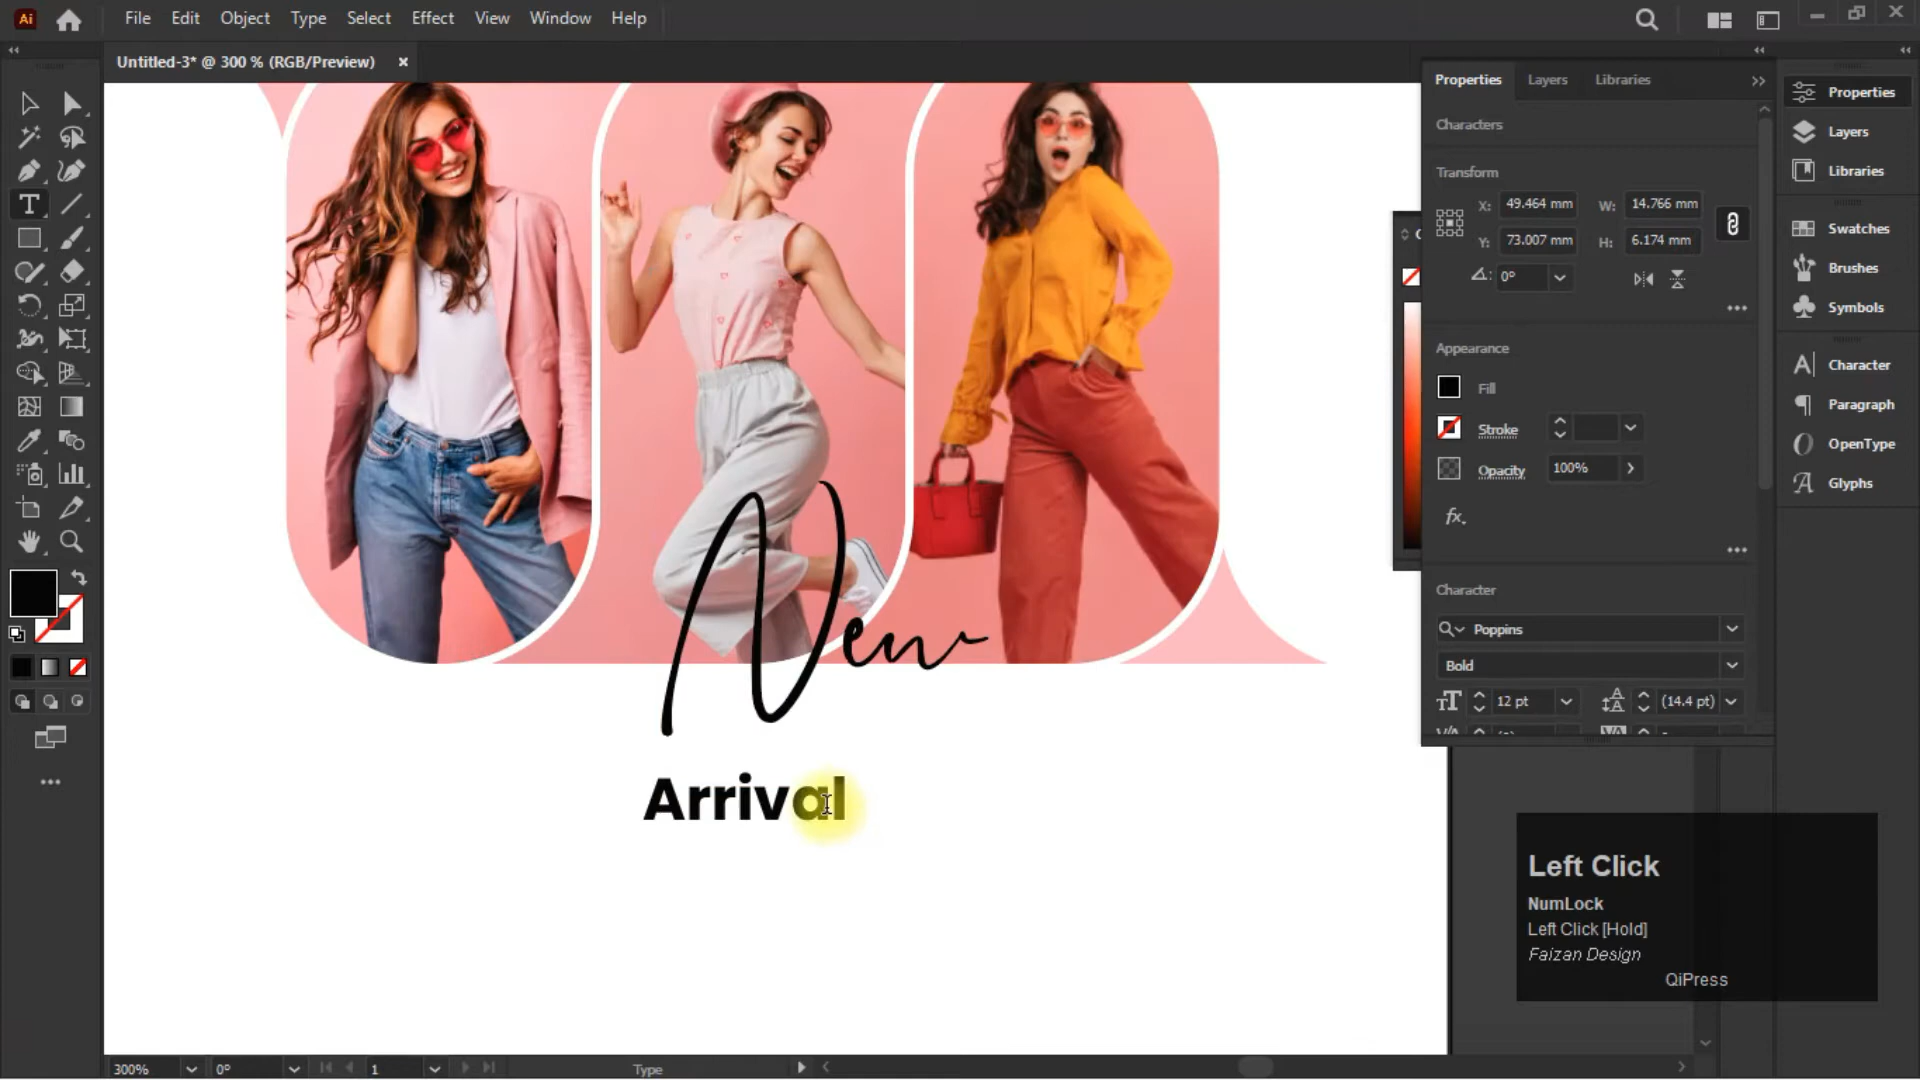 Ai File Edit Object Type Select Effect View Window Help
Untitled-3* @ 300 % (RGB/Preview) ×
Properties Layers Libraries
Characters
Transform
X: 49.464 mm W: 14.766 mm
Y: 73.007 mm H: 6.174 mm
0°
Appearance
Fill
Stroke
Opacity 100%
fx.
Character
Poppins
Bold
12 pt (14.4 pt)
Properties
Layers
Libraries
Swatches
Brushes
Symbols
Character
Paragraph
OpenType
Glyphs
New
Arrival
Left Click
NumLock
Left Click [Hold]
Faizan Design
QiPress
300% 0° 1 Type